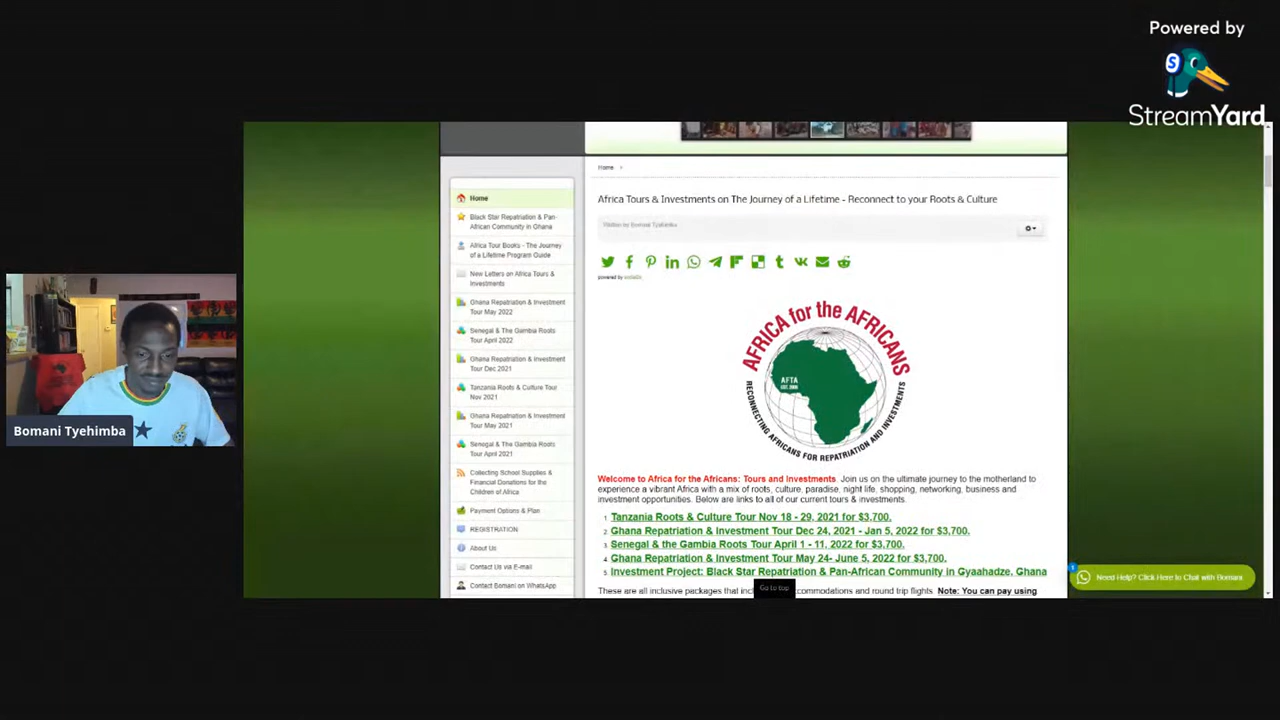 Powered by
S
StreamYard
Home
Africa Tours & Investments on The Journey of a Lifetime - Reconnect to your Roots & Culture
Written by Bomani Tyehimba
powered by
Home
Black Star Repatriation & Pan-
African Community in Ghana
Africa Tour Books - The Journey
of a Lifetime Program Guide
New Letters on Africa Tours &
Investments
Ghana Repatriation & Investment
Tour May 2022
Senegal & The Gambia Roots
Tour April 2022
Ghana Repatriation & Investment
Tour Dec 2021
Tanzania Roots & Culture Tour
Nov 2021
Ghana Repatriation & Investment
Tour May 2021
Senegal & The Gambia Roots
Tour April 2021
Collecting School Supplies &
Financial Donations for the
Children of Africa
Payment Options & Plan
REGISTRATION
About Us
Contact Us via E-mail
Contact Bomani on WhatsApp
AFRICA for the AFRICANS
AFTA
RECONNECTING AFRICANS FOR REPATRIATION AND INVESTMENTS
Welcome to Africa for the Africans: Tours and Investments Join us on the ultimate journey to the motherland to
experience a vibrant Africa with a mix of roots, culture, paradise, night life, shopping, networking, business and
investment opportunities. Below are links to all of our current tours & investments.
1. Tanzania Roots & Culture Tour Nov 18 - 29, 2021 for $3,700.
2. Ghana Repatriation & Investment Tour Dec 24, 2021 - Jan 5, 2022 for $3,700.
3. Senegal & the Gambia Roots Tour April 1 - 11, 2022 for $3,700.
4. Ghana Repatriation & Investment Tour May 24- June 5, 2022 for $3,700.
5. Investment Project: Black Star Repatriation & Pan-African Community in Gyaahadze, Ghana
These are all inclusive packages that commodations and round trip flights. Note: You can pay using
Go to top
1
Need Help? Click Here to Chat with Bomani
Bomani Tyehimba